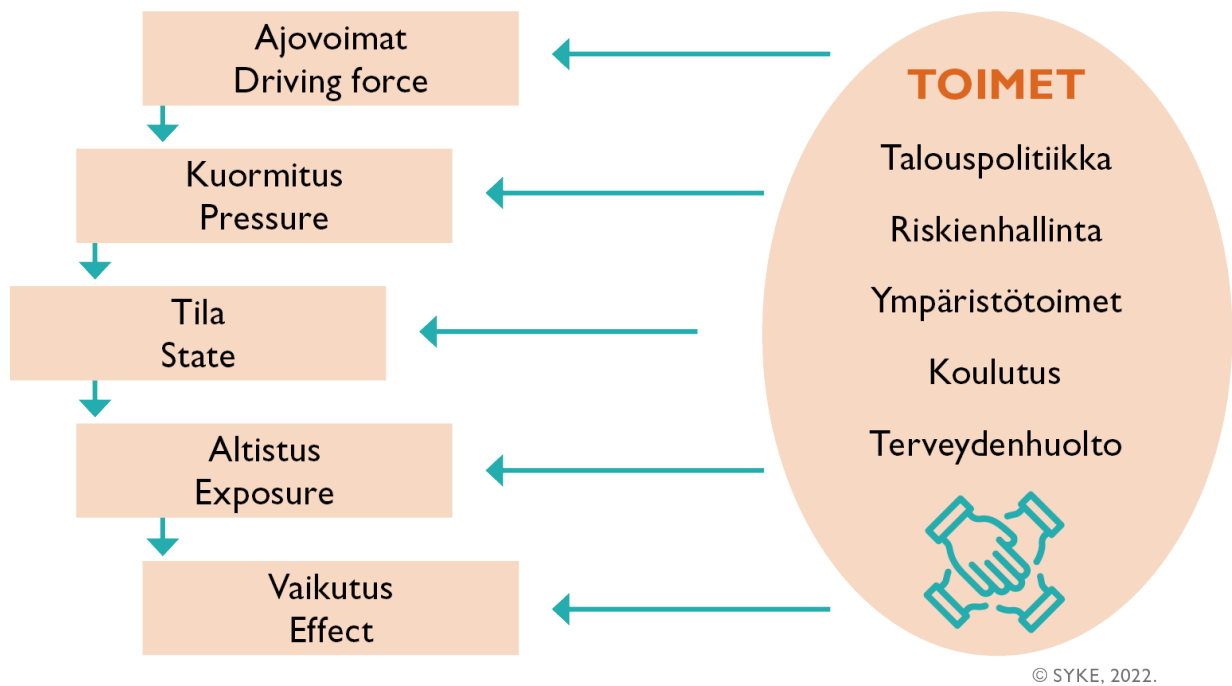 Ajovoimat
Driving force
Kuormitus
Pressure
Tila
State
Altistus
Exposure
Vaikutus
Effect
TOIMET
Talouspolitiikka
Riskienhallinta
Ympäristötoimet
Koulutus
Terveydenhuolto
© SYKE, 2022.